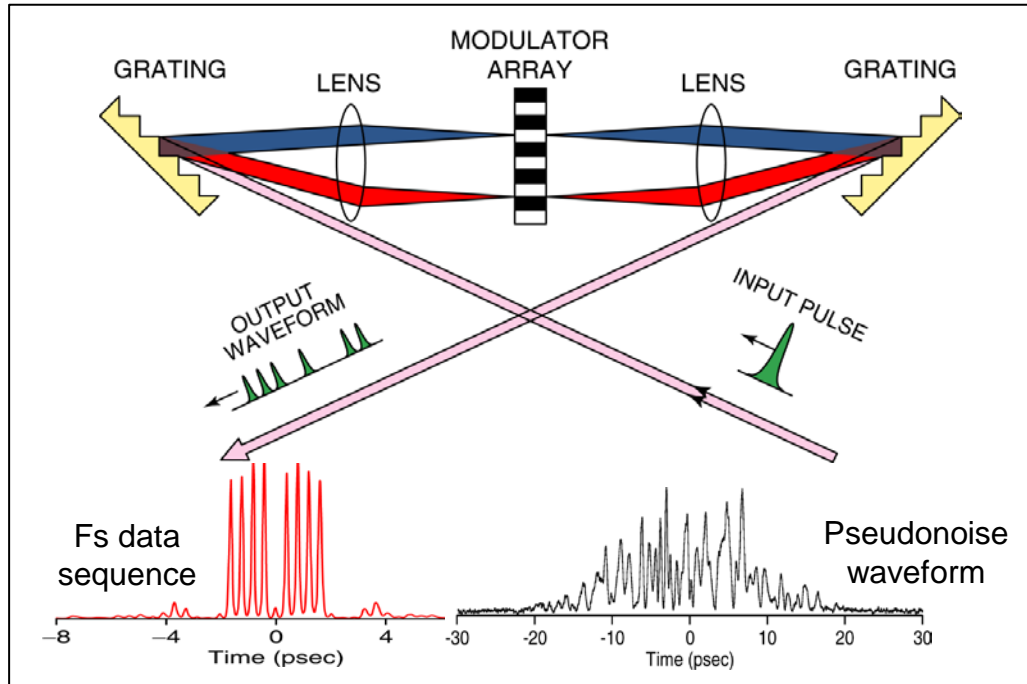 MODULATOR
ARRAY
GRATING
LENS
LENS
GRATING
OUTPUT
WAVEFORM
INPUT PULSE
Fs data
sequence
Pseudonoise
waveform
−8
−4
0
4
Time (psec)
-30
-20
-10
0
10
20
30
Time (psec)